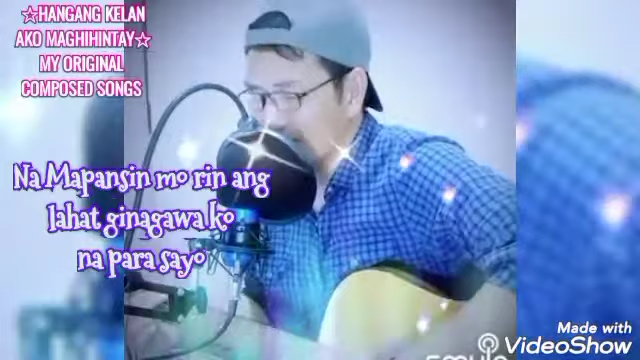 ☆HANGANG KELAN
AKO MAGHIHINTAY☆
MY ORIGINAL
COMPOSED SONGS
Na Mapansin mo rin ang
lahat ginagawa ko
na para sayo
Made with
VideoShow